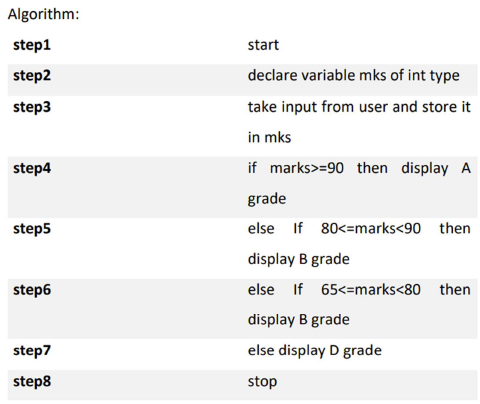 Algorithm:
step1 start
step2 declare variable mks of int type
step3 take input from user and store it
in mks
step4 if marks>=90 then display A
grade
step5 else If 80<=marks<90 then
display B grade
step6 else If 65<=marks<80 then
display B grade
step7 else display D grade
step8 stop